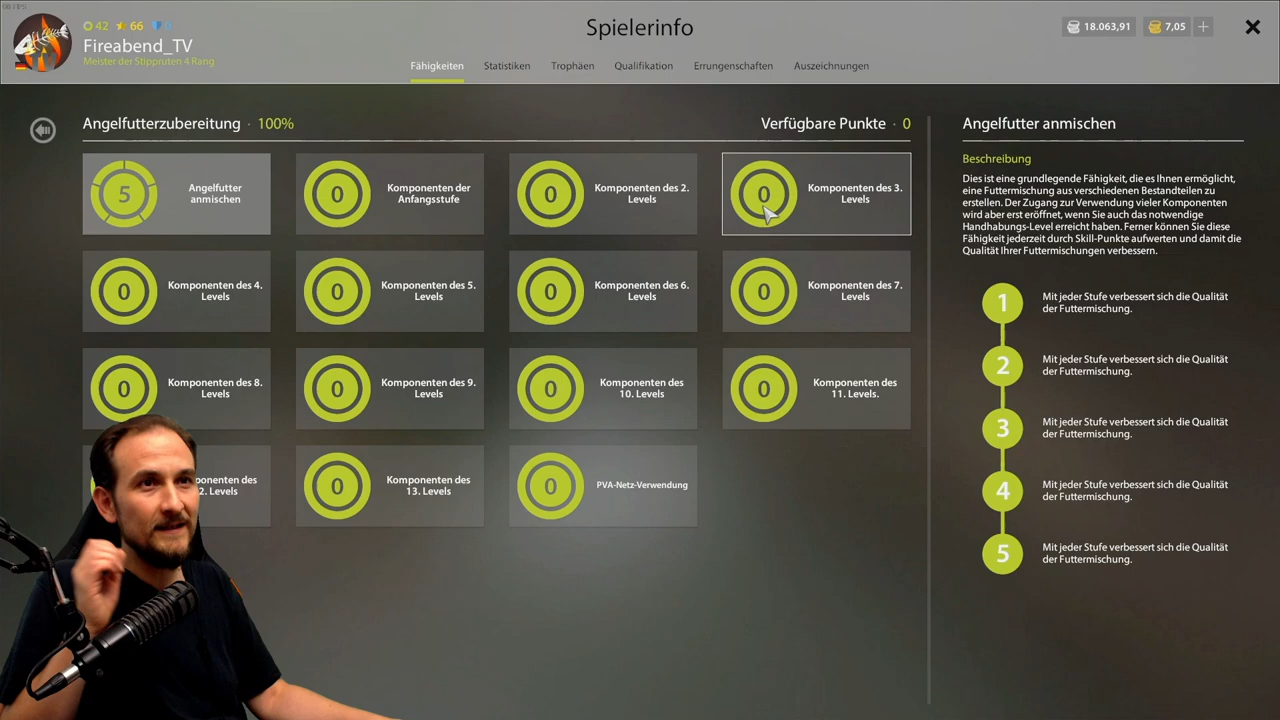 42 66 0
Fireabend_TV
Meister der Stippruten 4 Rang
Spielerinfo
18.063,91
7,05
Fähigkeiten
Statistiken
Trophäen
Qualifikation
Errungenschaften
Auszeichnungen
Angelfutterzubereitung · 100%
Verfügbare Punkte · 0
5
Angelfutter
anmischen
0
Komponenten der
Anfangsstufe
0
Komponenten des 2.
Levels
0
Komponenten des 3.
Levels
0
Komponenten des 4.
Levels
0
Komponenten des 5.
Levels
0
Komponenten des 6.
Levels
0
Komponenten des 7.
Levels
0
Komponenten des 8.
Levels
0
Komponenten des 9.
Levels
0
Komponenten des
10. Levels
0
Komponenten des
11. Levels.
ponenten des
2. Levels
0
Komponenten des
13. Levels
0
PVA-Netz-Verwendung
Angelfutter anmischen
Beschreibung
Dies ist eine grundlegende Fähigkeit, die es Ihnen ermöglicht,
eine Futtermischung aus verschiedenen Bestandteilen zu
erstellen. Der Zugang zur Verwendung vieler Komponenten
wird aber erst eröffnet, wenn Sie auch das notwendige
Handhabungs-Level erreicht haben. Ferner können Sie diese
Fähigkeit jederzeit durch Skill-Punkte aufwerten und damit die
Qualität Ihrer Futtermischungen verbessern.
1
Mit jeder Stufe verbessert sich die Qualität
der Futtermischung.
2
Mit jeder Stufe verbessert sich die Qualität
der Futtermischung.
3
Mit jeder Stufe verbessert sich die Qualität
der Futtermischung.
4
Mit jeder Stufe verbessert sich die Qualität
der Futtermischung.
5
Mit jeder Stufe verbessert sich die Qualität
der Futtermischung.